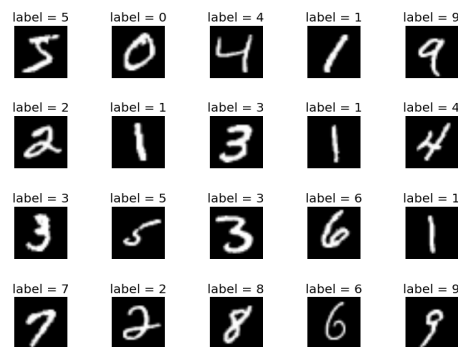 label = 5 label = 0 label = 4 label = 1 label = 9
5 0 4 1 9
label = 2 label = 1 label = 3 label = 1 label = 4
2 1 3 1 4
label = 3 label = 5 label = 3 label = 6 label = 1
3 5 3 6 1
label = 7 label = 2 label = 8 label = 6 label = 9
7 2 8 6 9